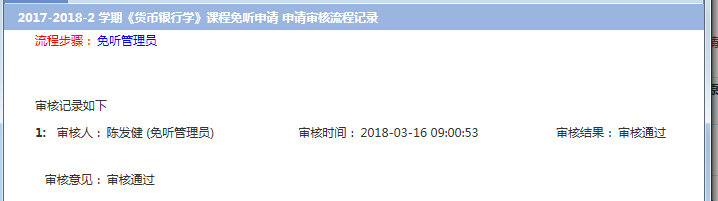 2017-2018-2 学期《货币银行学》课程免听申请 申请审核流程记录
流程步骤： 免听管理员
审核记录如下
1: 审核人： 陈发健 (免听管理员) 审核时间： 2018-03-16 09:00:53 审核结果： 审核通过
审核意见： 审核通过